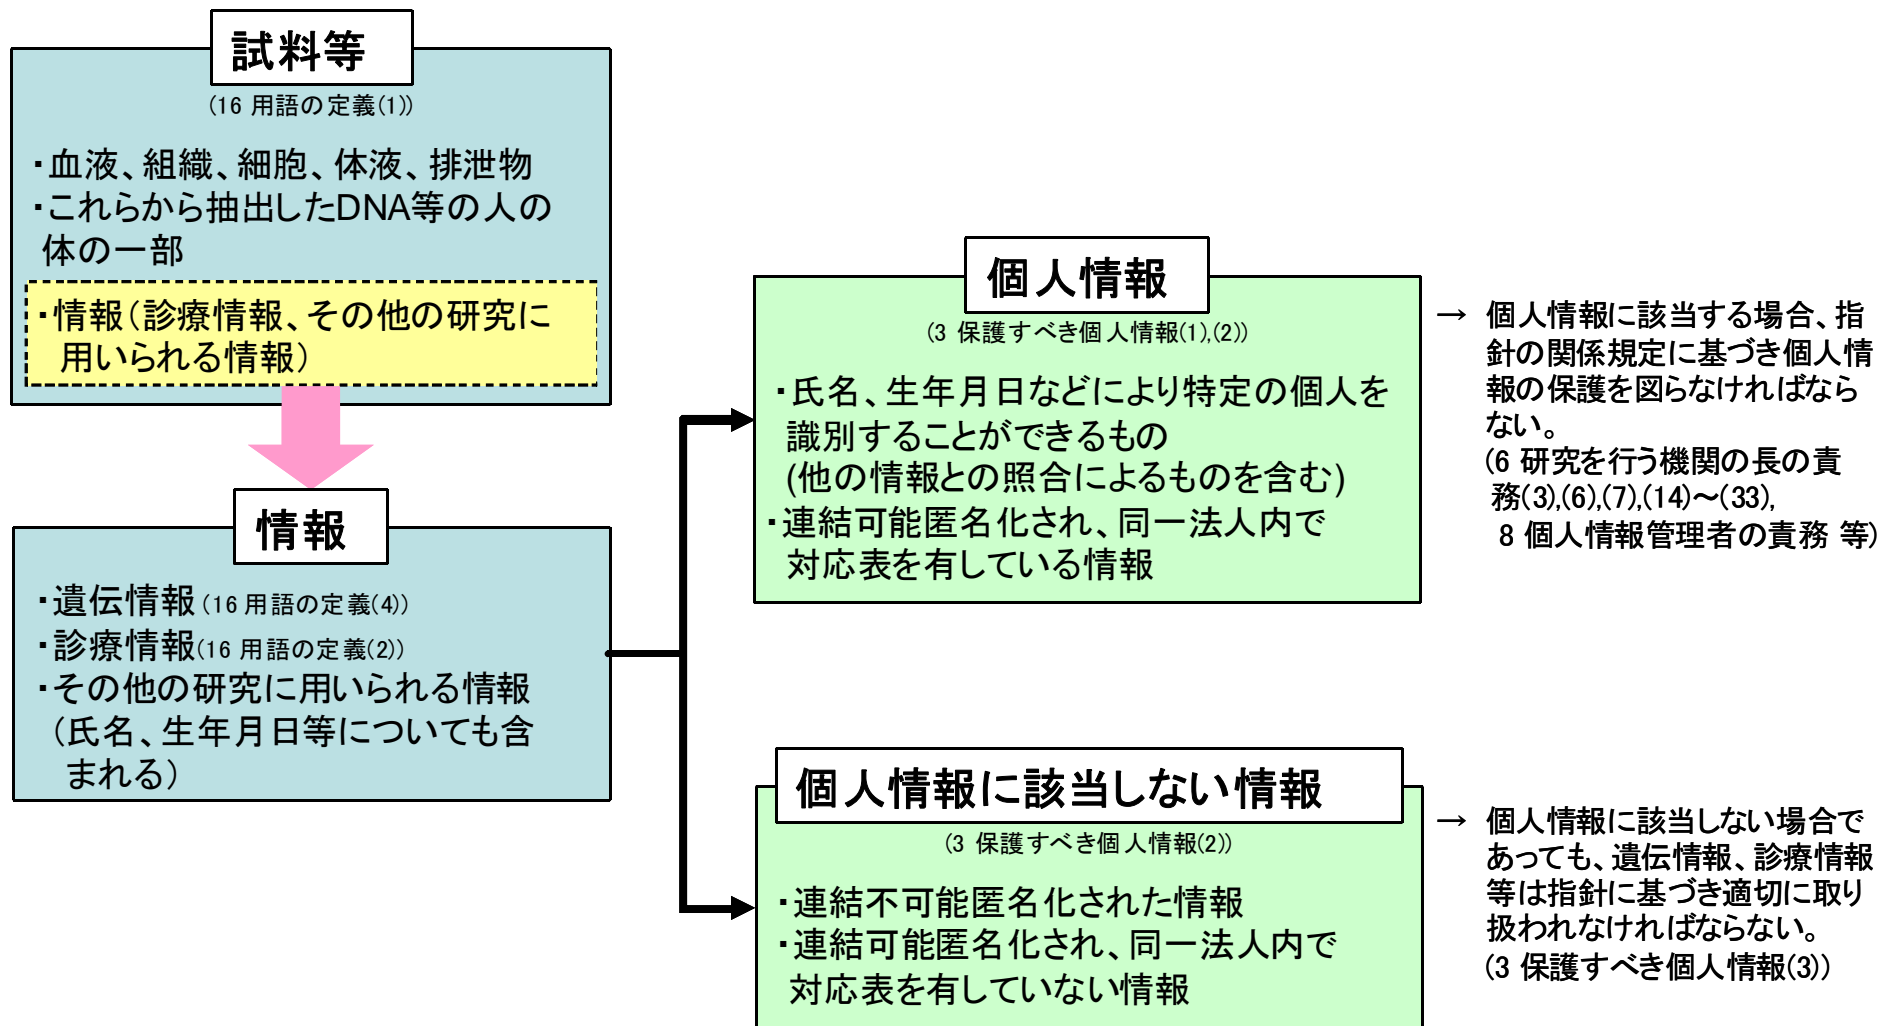 試料等
(16 用語の定義(1))
・血液、組織、細胞、体液、排泄物
・これらから抽出したDNA等の人の
体の一部
・情報(診療情報、その他の研究に
用いられる情報)
情報
・遺伝情報(16 用語の定義(4))
・診療情報(16 用語の定義(2))
・その他の研究に用いられる情報
(氏名、生年月日等についても含
まれる)
個人情報
(3 保護すべき個人情報(1),(2))
・氏名、生年月日などにより特定の個人を
識別することができるもの
(他の情報との照合によるものを含む)
・連結可能匿名化され、同一法人内で
対応表を有している情報
→ 個人情報に該当する場合、指
針の関係規定に基づき個人情
報の保護を図らなければなら
ない。
(6 研究を行う機関の長の責
務(3),(6),(7),(14)～(33),
8 個人情報管理者の責務 等)
個人情報に該当しない情報
(3 保護すべき個人情報(2))
・連結不可能匿名化された情報
・連結可能匿名化され、同一法人内で
対応表を有していない情報
→ 個人情報に該当しない場合で
あっても、遺伝情報、診療情報
等は指針に基づき適切に取り
扱われなければならない。
(3 保護すべき個人情報(3))